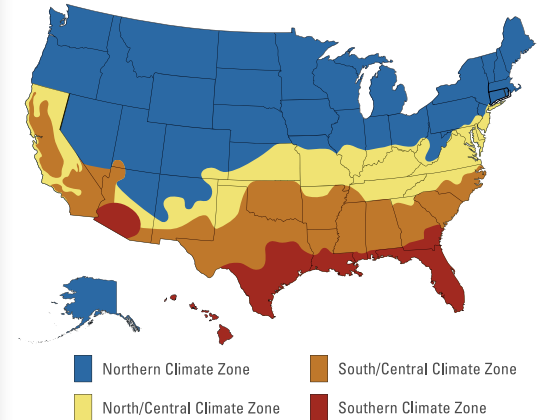 Northern Climate Zone
South/Central Climate Zone
North/Central Climate Zone
Southern Climate Zone